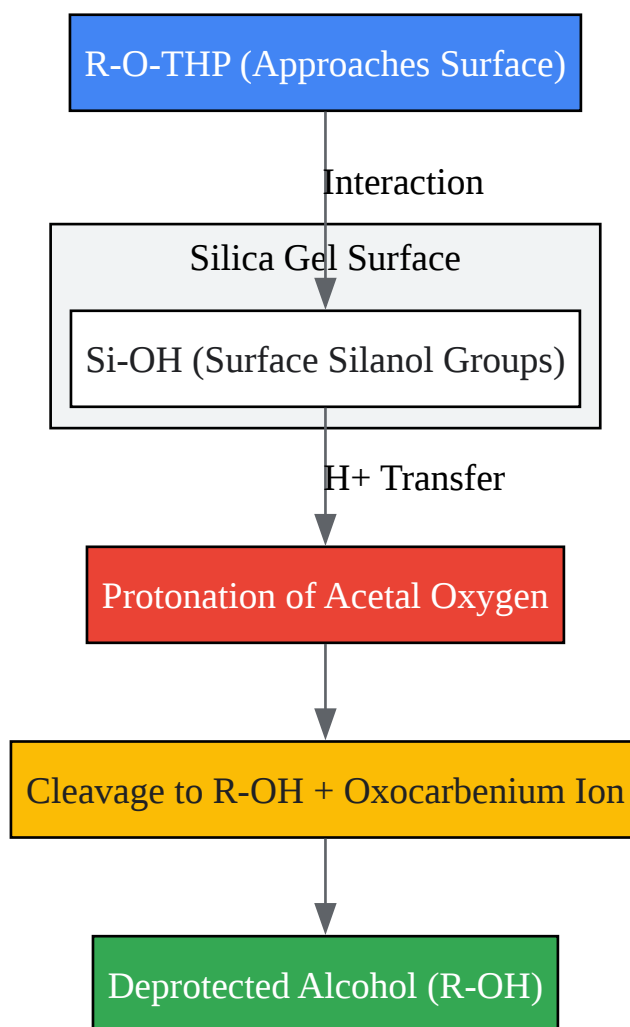 R-O-THP (Approaches Surface)
Interaction
Silica Gel Surface
Si-OH (Surface Silanol Groups)
H+ Transfer
Protonation of Acetal Oxygen
Cleavage to R-OH + Oxocarbenium Ion
Deprotected Alcohol (R-OH)